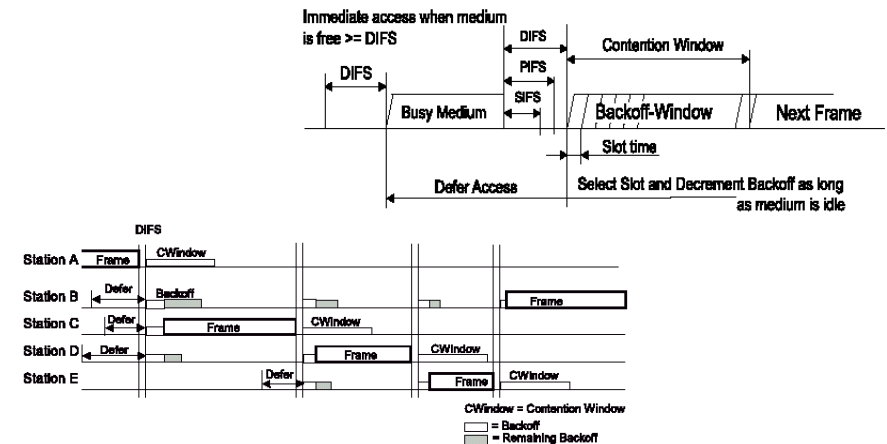 Immediate access when medium
is free >= DIFS
DIFS
DIFS
PIFS
SIFS
Contention Window
Busy Medium
Backoff-Window
Next Frame
Slot time
Defer Access
Select Slot and Decrement Backoff as long
as medium is idle
DIFS
Station A
Frame
CWindow
Station B
Defer
Backoff
Frame
Station C
Defer
Frame
CWindow
Station D
Defer
Frame
CWindow
Station E
Defer
Frame
CWindow
CWindow = Contention Window
= Backoff
= Remaining Backoff